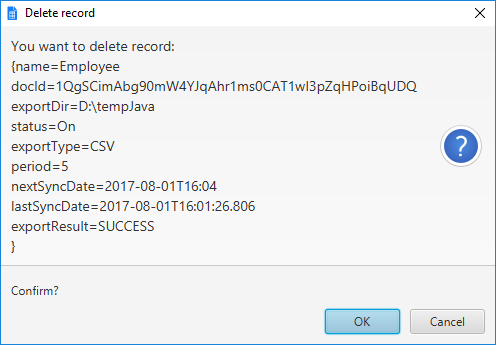 Delete record
You want to delete record:
{name=Employee
docId=1QgSCimAbg90mW4YJqAhr1ms0CAT1wI3pZqHPoiBqUDQ
exportDir=D:\tempJava
status=On
exportType=CSV
period=5
nextSyncDate=2017-08-01T16:04
lastSyncDate=2017-08-01T16:01:26.806
exportResult=SUCCESS
}
?
Confirm?
OK
Cancel